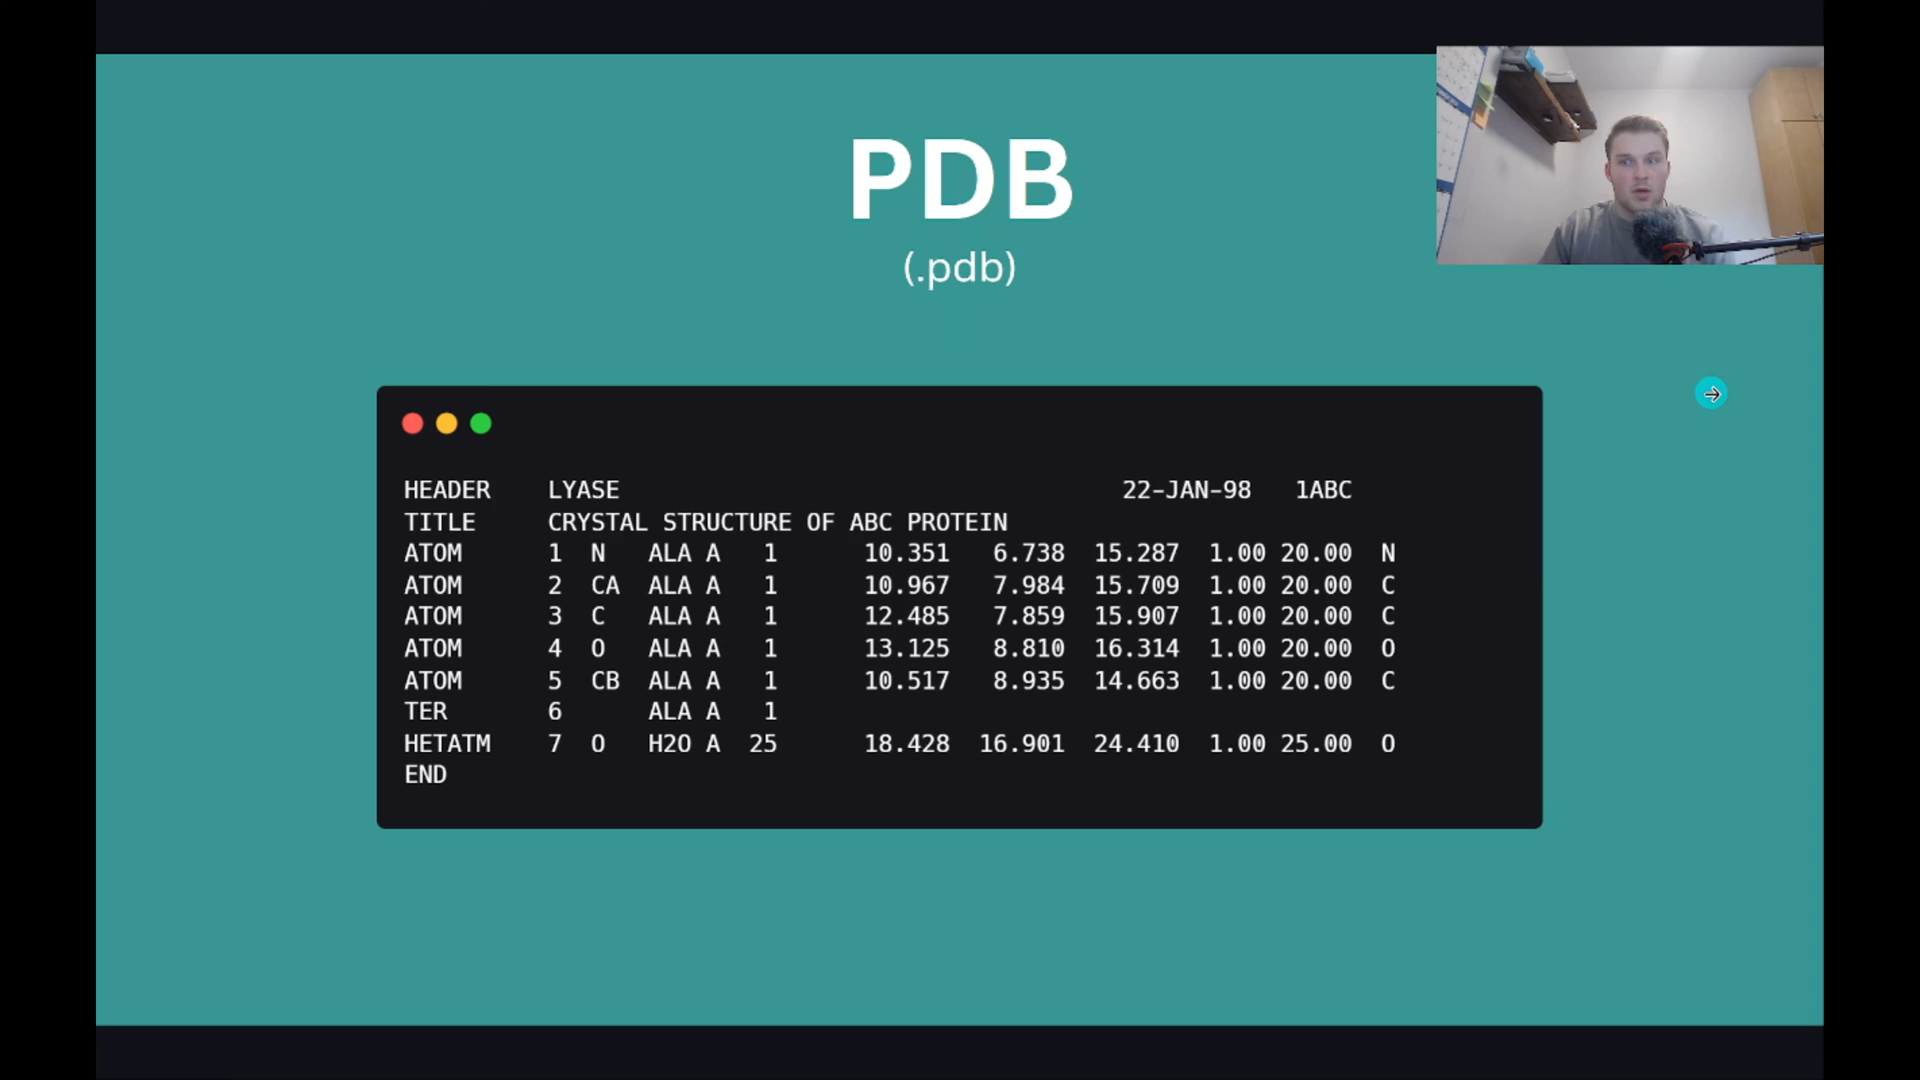 PDB
(.pdb)
HEADER    LYASE                                   22-JAN-98   1ABC
TITLE     CRYSTAL STRUCTURE OF ABC PROTEIN
ATOM      1  N   ALA A   1      10.351   6.738  15.287  1.00 20.00  N
ATOM      2  CA  ALA A   1      10.967   7.984  15.709  1.00 20.00  C
ATOM      3  C   ALA A   1      12.485   7.859  15.907  1.00 20.00  C
ATOM      4  O   ALA A   1      13.125   8.810  16.314  1.00 20.00  O
ATOM      5  CB  ALA A   1      10.517   8.935  14.663  1.00 20.00  C
TER       6      ALA A   1
HETATM    7  O   H2O A  25      18.428  16.901  24.410  1.00 25.00  O
END